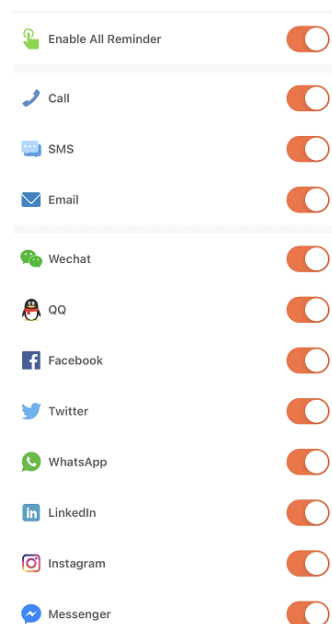 Enable All Reminder
Call
SMS
Email
Wechat
QQ
Facebook
Twitter
WhatsApp
LinkedIn
Instagram
Messenger